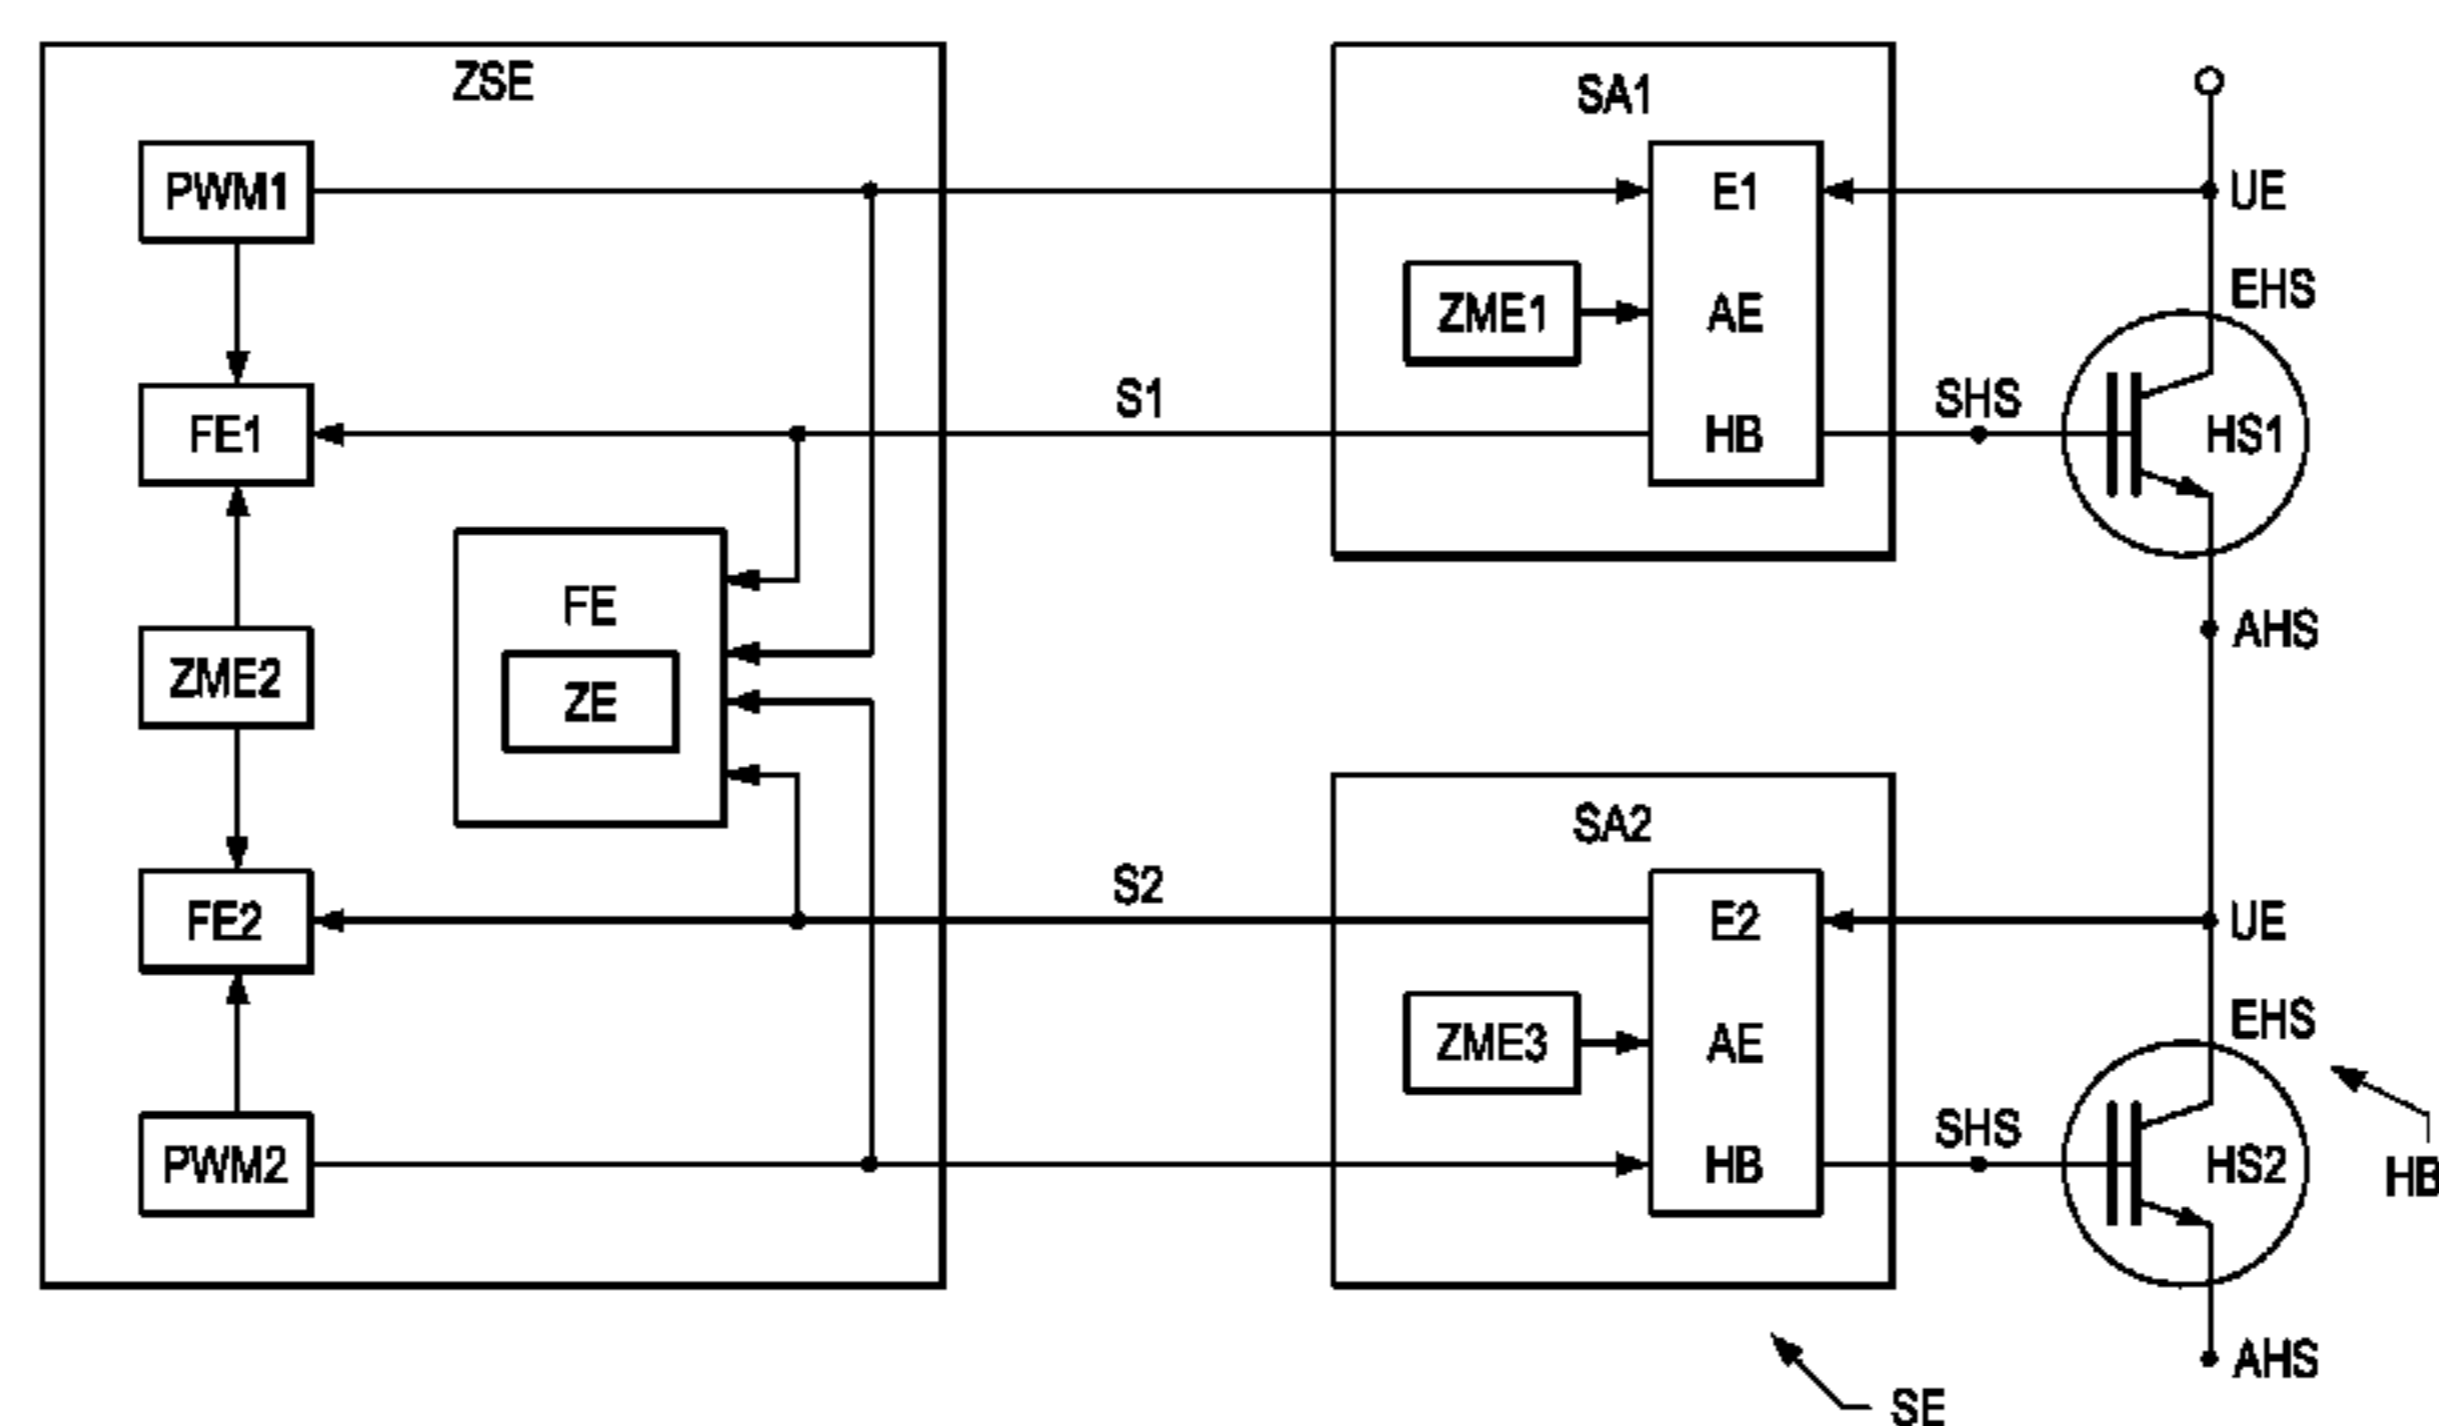 ZSE
SA1
PWM1
E1
UE
EHS
ZME1
AE
S1
SHS
FE1
HB
HS1
FE
AHS
ZME2
ZE
SA2
S2
FE2
E2
UE
EHS
ZME3
AE
SHS
PWM2
HB
HS2
HB
AHS
SE